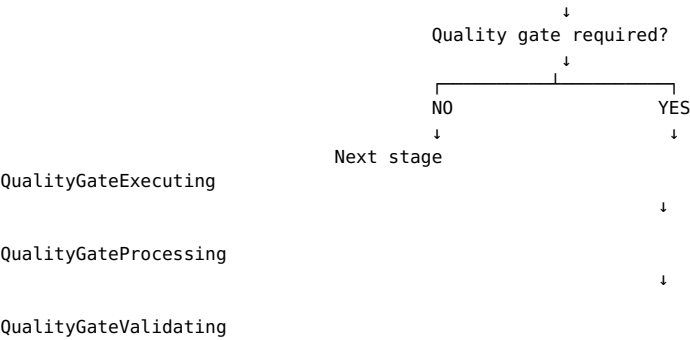 ↓
Quality gate required?
↓
┌──────────┴──────────┐
NO YES
↓ ↓
Next stage
QualityGateExecuting
↓
QualityGateProcessing
↓
QualityGateValidating